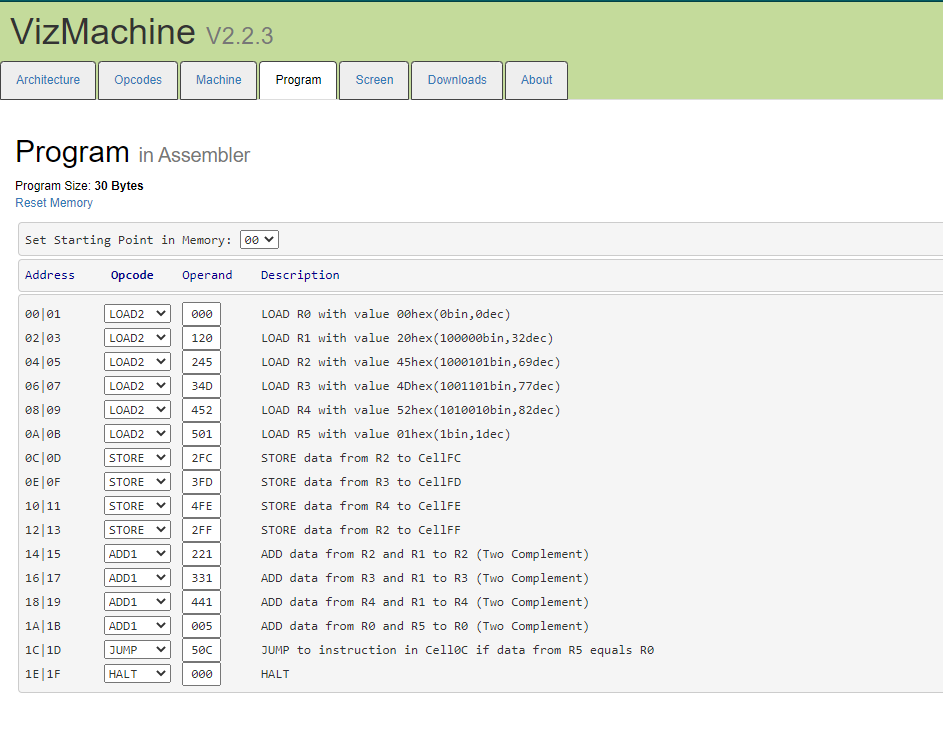 VizMachine V2.2.3
Architecture Opcodes Machine Program Screen Downloads About
Program in Assembler
Program Size: 30 Bytes
Reset Memory
Set Starting Point in Memory: 00
Address Opcode Operand Description
00|01 LOAD2 000 LOAD R0 with value 00hex(0bin,0dec)
02|03 LOAD2 120 LOAD R1 with value 20hex(100000bin,32dec)
04|05 LOAD2 245 LOAD R2 with value 45hex(1000101bin,69dec)
06|07 LOAD2 34D LOAD R3 with value 4Dhex(1001101bin,77dec)
08|09 LOAD2 452 LOAD R4 with value 52hex(1010010bin,82dec)
0A|0B LOAD2 501 LOAD R5 with value 01hex(1bin,1dec)
0C|0D STORE 2FC STORE data from R2 to CellFC
0E|0F STORE 3FD STORE data from R3 to CellFD
10|11 STORE 4FE STORE data from R4 to CellFE
12|13 STORE 2FF STORE data from R2 to CellFF
14|15 ADD1 221 ADD data from R2 and R1 to R2 (Two Complement)
16|17 ADD1 331 ADD data from R3 and R1 to R3 (Two Complement)
18|19 ADD1 441 ADD data from R4 and R1 to R4 (Two Complement)
1A|1B ADD1 005 ADD data from R0 and R5 to R0 (Two Complement)
1C|1D JUMP 50C JUMP to instruction in Cell0C if data from R5 equals R0
1E|1F HALT 000 HALT